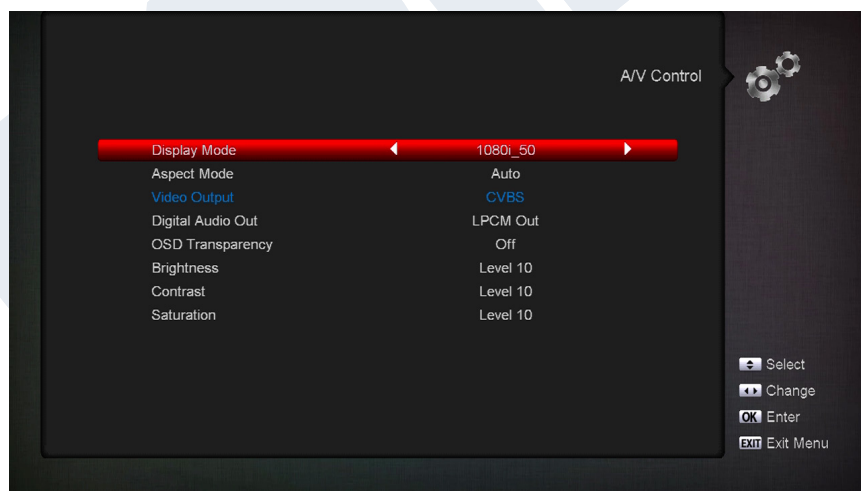 A/V Control
Display Mode 1080i_50
Aspect Mode Auto
Video Output CVBS
Digital Audio Out LPCM Out
OSD Transparency Off
Brightness Level 10
Contrast Level 10
Saturation Level 10
Select
Change
OK Enter
EXIT Exit Menu